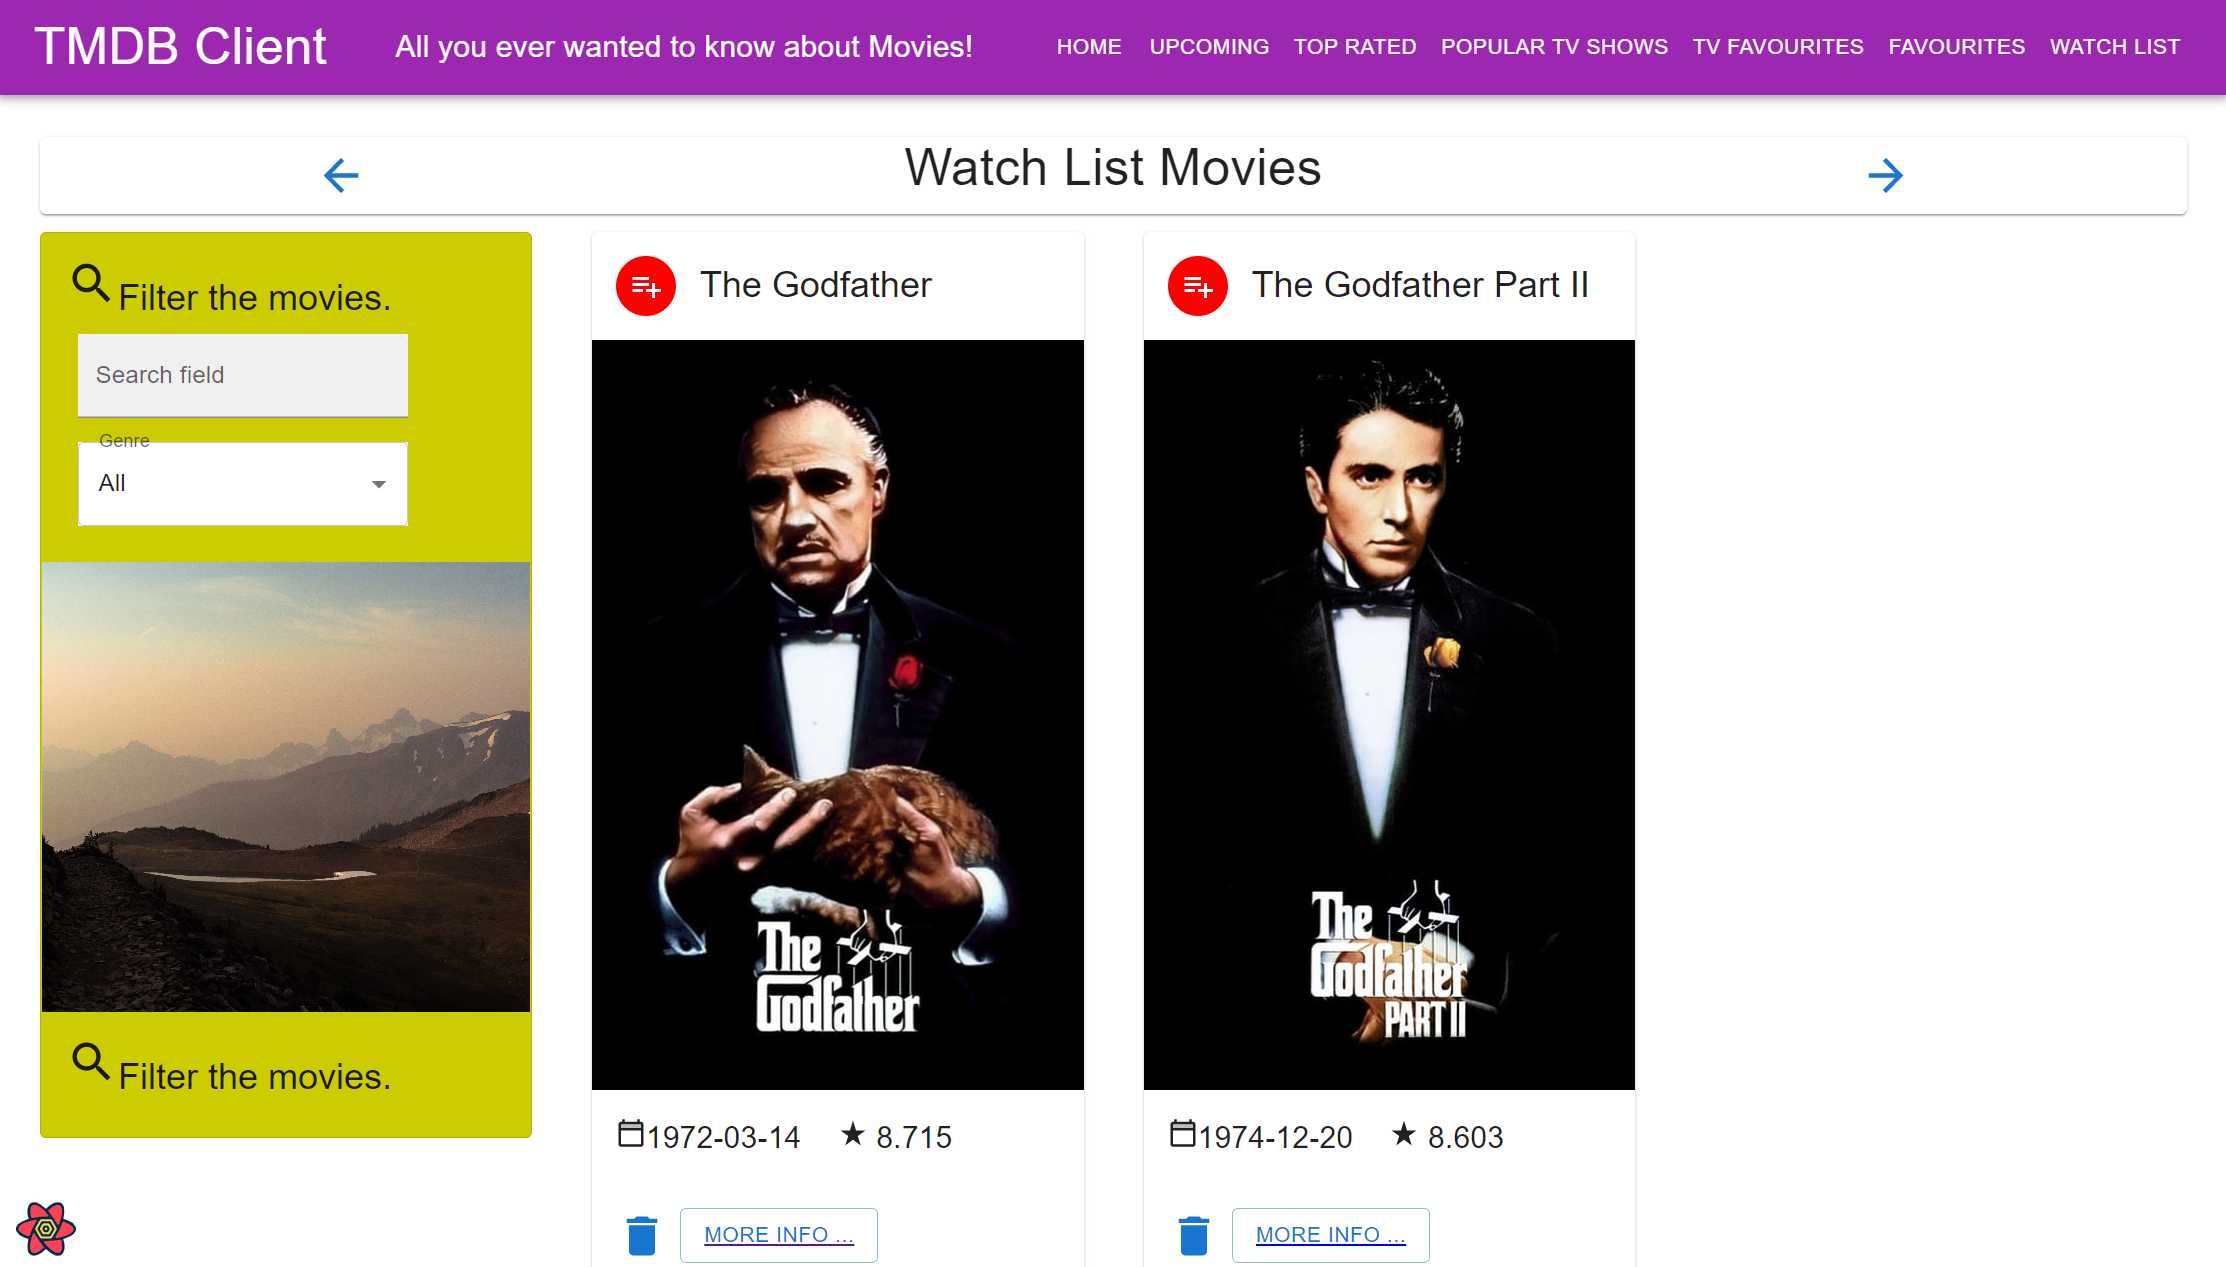 TMDB Client
All you ever wanted to know about Movies!
HOME UPCOMING TOP RATED POPULAR TV SHOWS TV FAVOURITES FAVOURITES WATCH LIST
Watch List Movies
Filter the movies.
Search field
Genre
All
Filter the movies.
The Godfather
The
Godfather
1972-03-14 8.715
MORE INFO ...
The Godfather Part II
The
Godfather
PART II
1974-12-20 8.603
MORE INFO ...